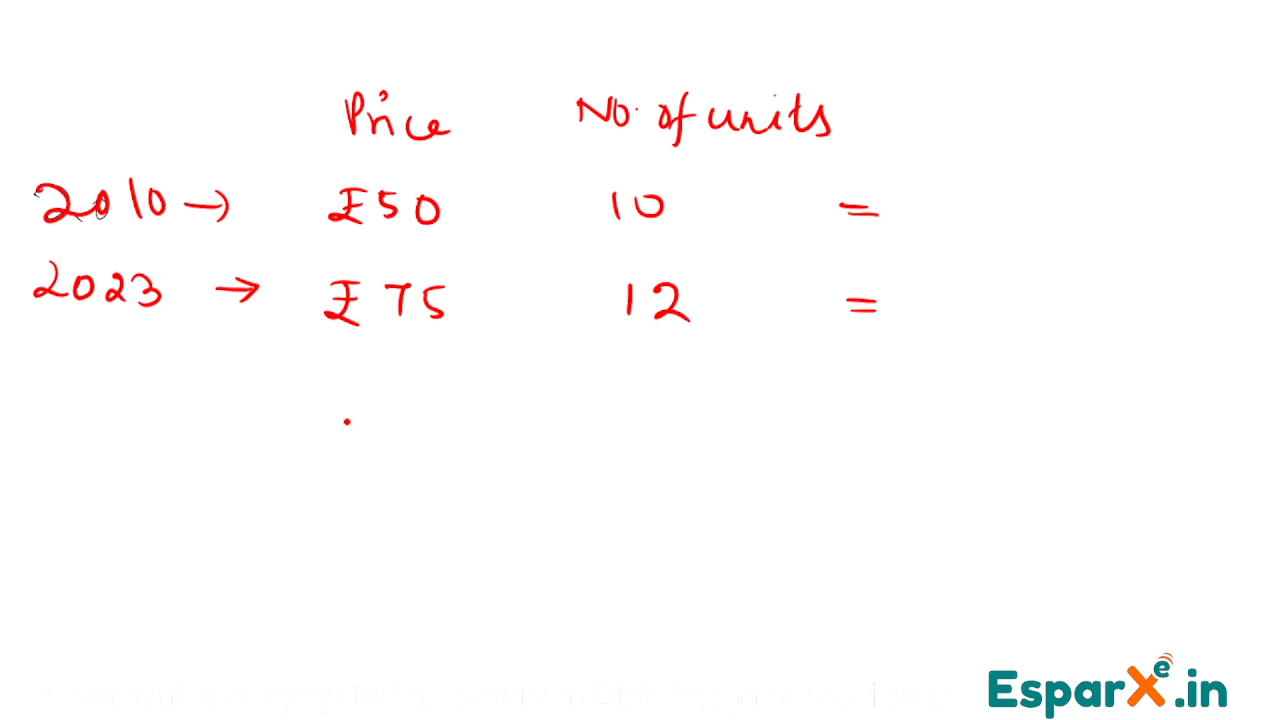 Price No. of units
2010 → ₹50 10 =
2023 → ₹75 12 =
EsparXe.in